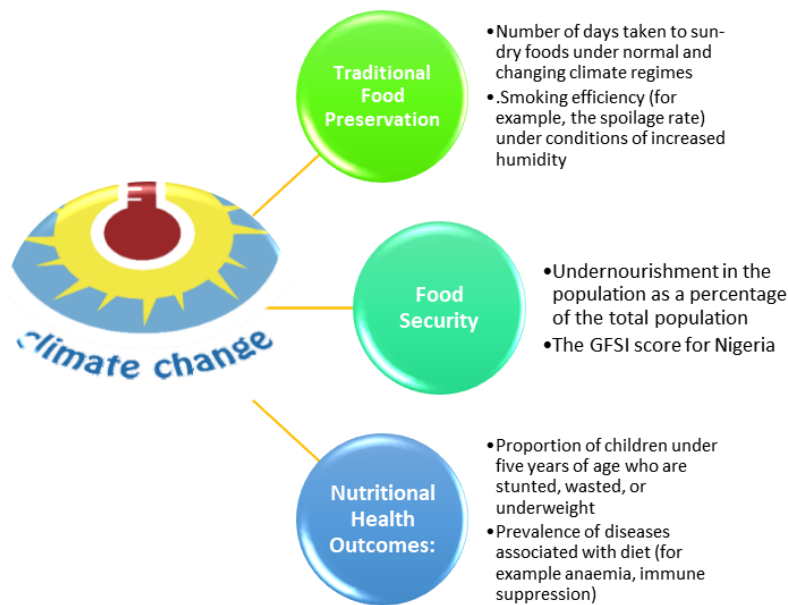 Traditional
Food
Preservation
•Number of days taken to sun-
dry foods under normal and
changing climate regimes
•.Smoking efficiency (for
example, the spoilage rate)
under conditions of increased
humidity
climate change
Food
Security
•Undernourishment in the
population as a percentage
of the total population
•The GFSI score for Nigeria
Nutritional
Health
Outcomes:
•Proportion of children under
five years of age who are
stunted, wasted, or
underweight
•Prevalence of diseases
associated with diet (for
example anaemia, immune
suppression)